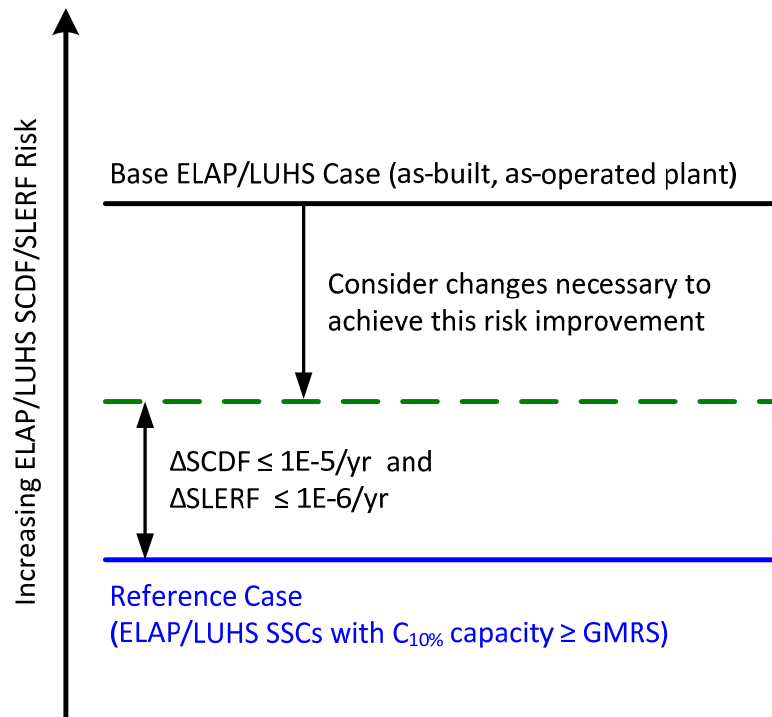 Increasing ELAP/LUHS SCDF/SLERF Risk
Base ELAP/LUHS Case (as-built, as-operated plant)
Consider changes necessary to
achieve this risk improvement
ΔSCDF ≤ 1E-5/yr and
ΔSLERF ≤ 1E-6/yr
Reference Case
(ELAP/LUHS SSCs with C10% capacity ≥ GMRS)